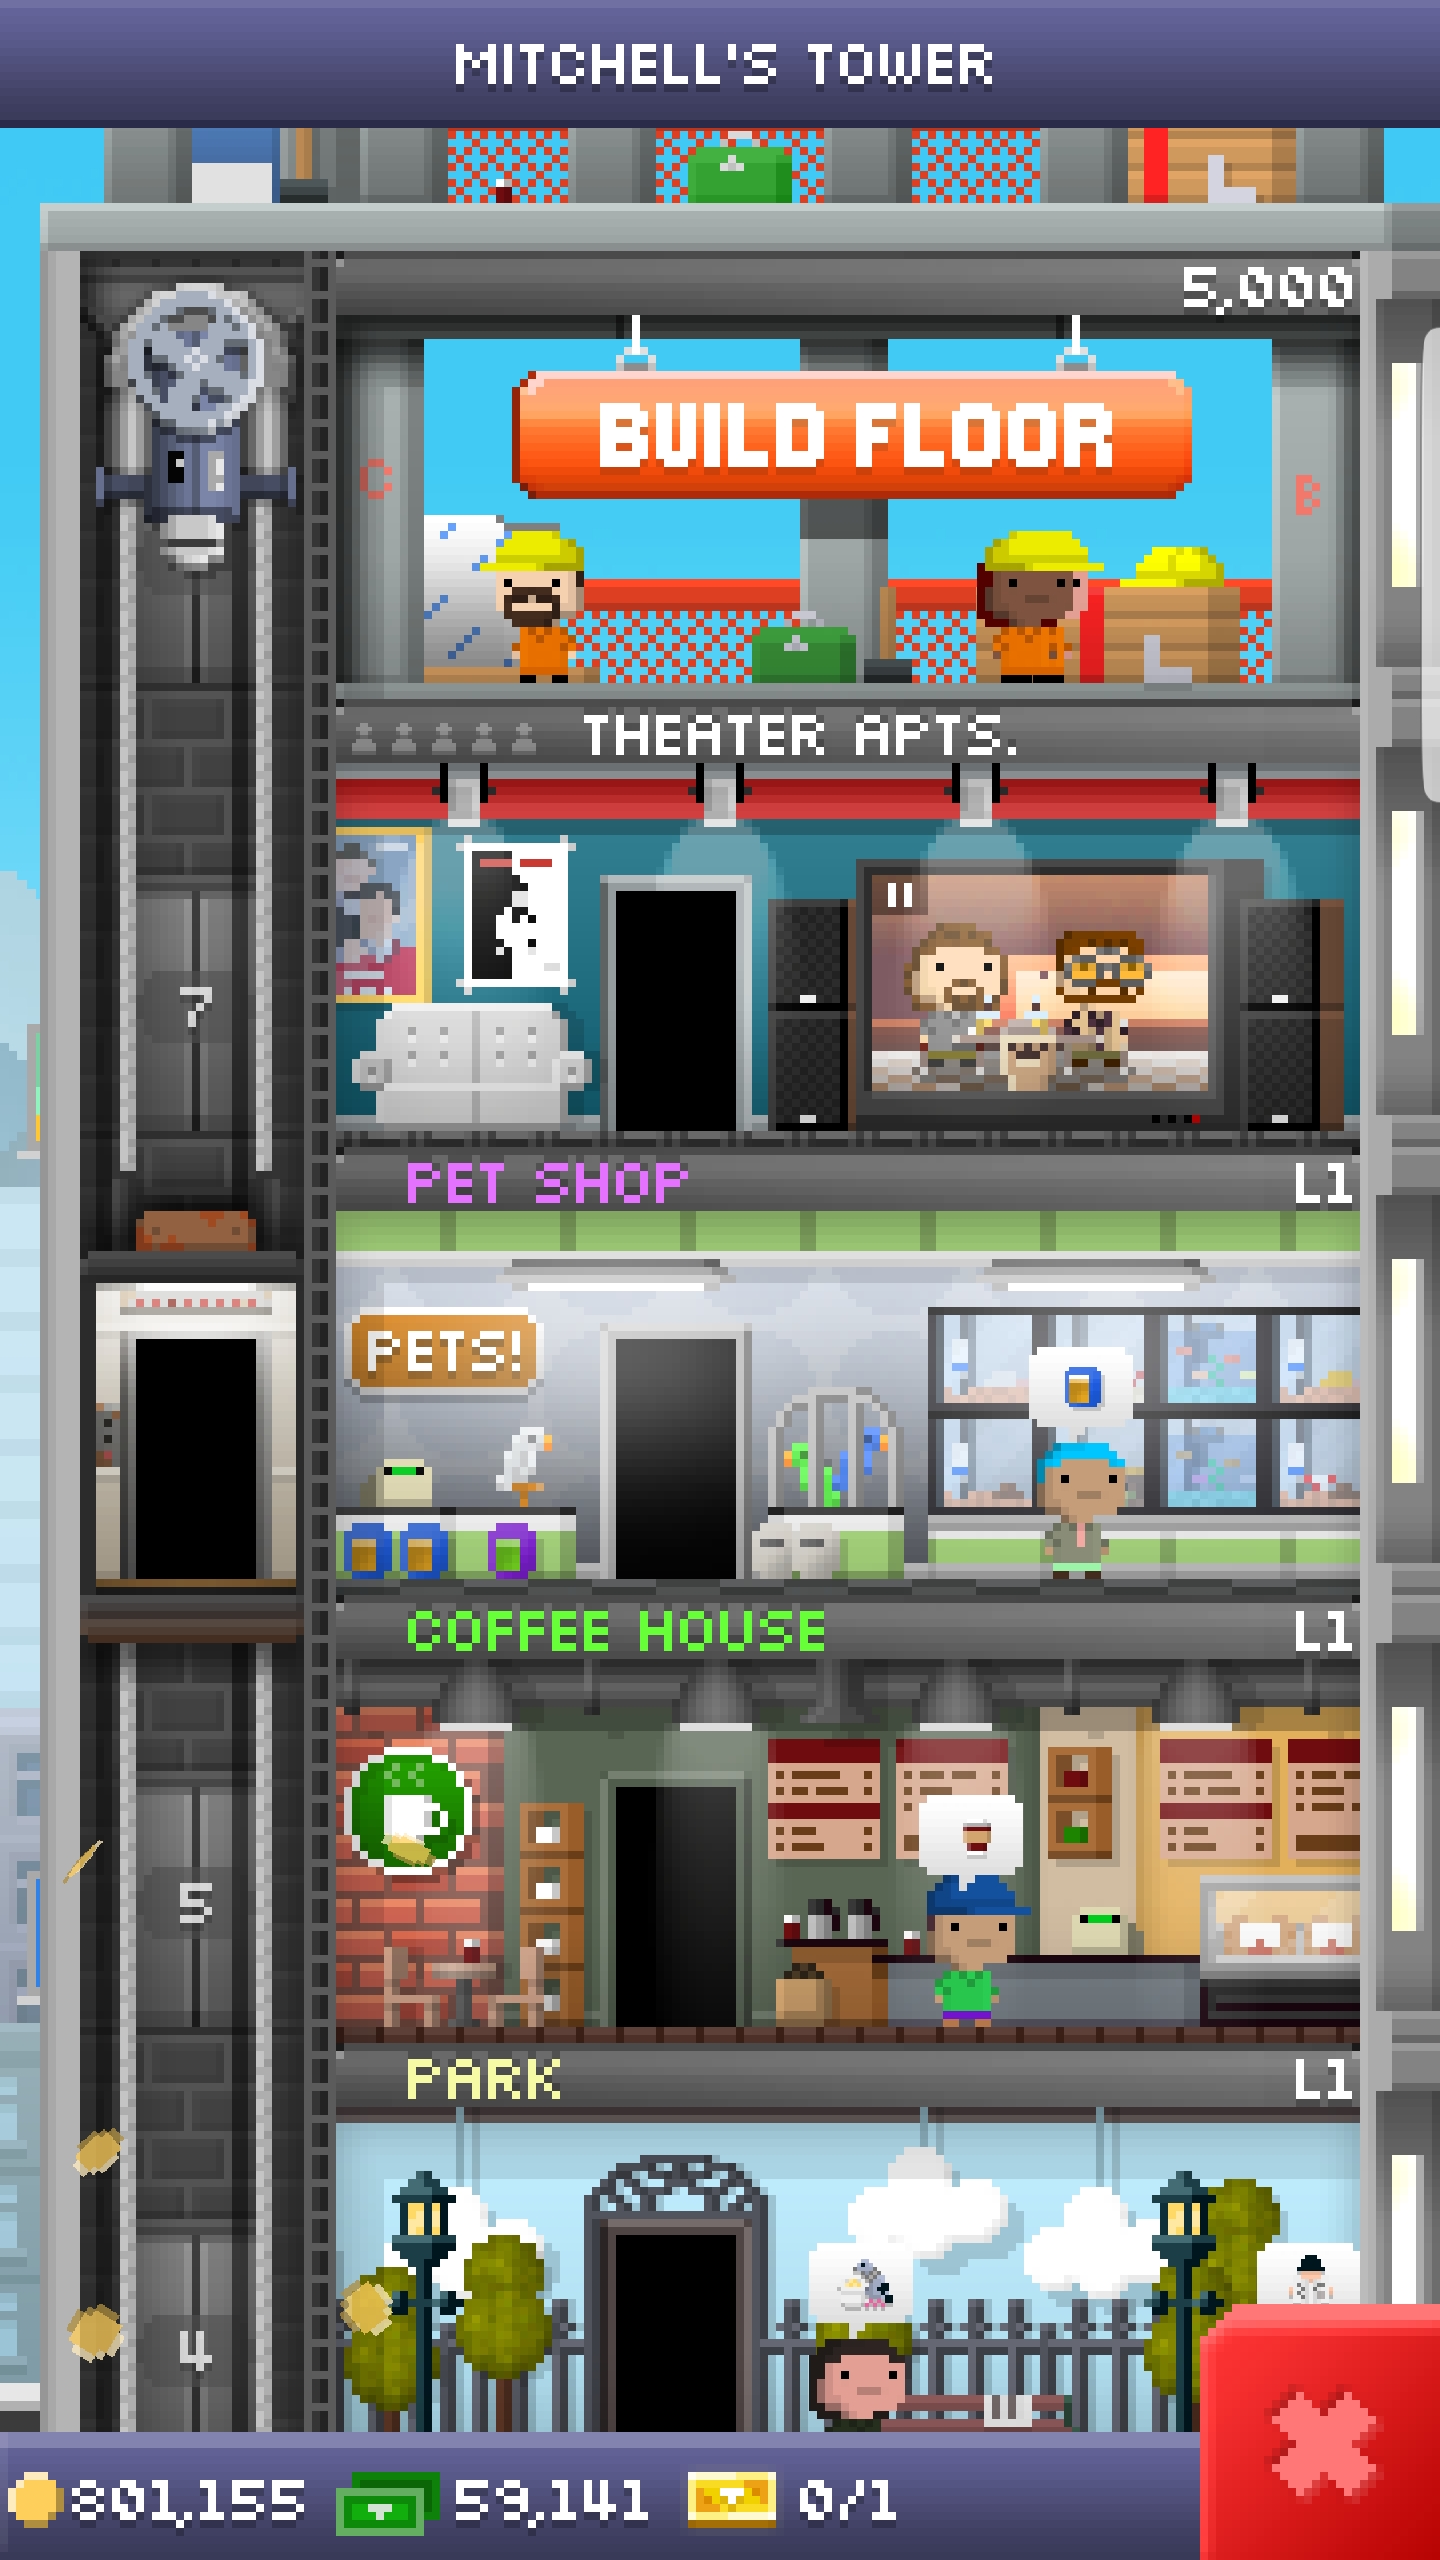 MITCHELL'S TOWER
5,000
BUILD FLOOR
C
B
THEATER APTS.
7
PET SHOP L1
PETS!
COFFEE HOUSE L1
5
PARK L1
4
801,155 59,141 0/1